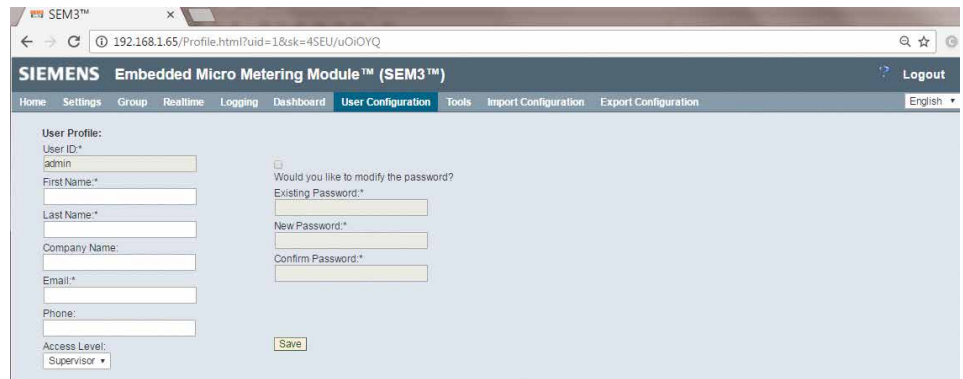 SEM3™ ×
192.168.1.65/Profile.html?uid=1&sk=4SEU/uOiOYQ
SIEMENS Embedded Micro Metering Module™ (SEM3™) ? Logout
Home Settings Group Realtime Logging Dashboard User Configuration Tools Import Configuration Export Configuration English
User Profile:
User ID:*
admin
First Name:*
Last Name:*
Company Name:
Email:*
Phone:
Access Level:
Supervisor
Would you like to modify the password?
Existing Password:*
New Password:*
Confirm Password:*
Save